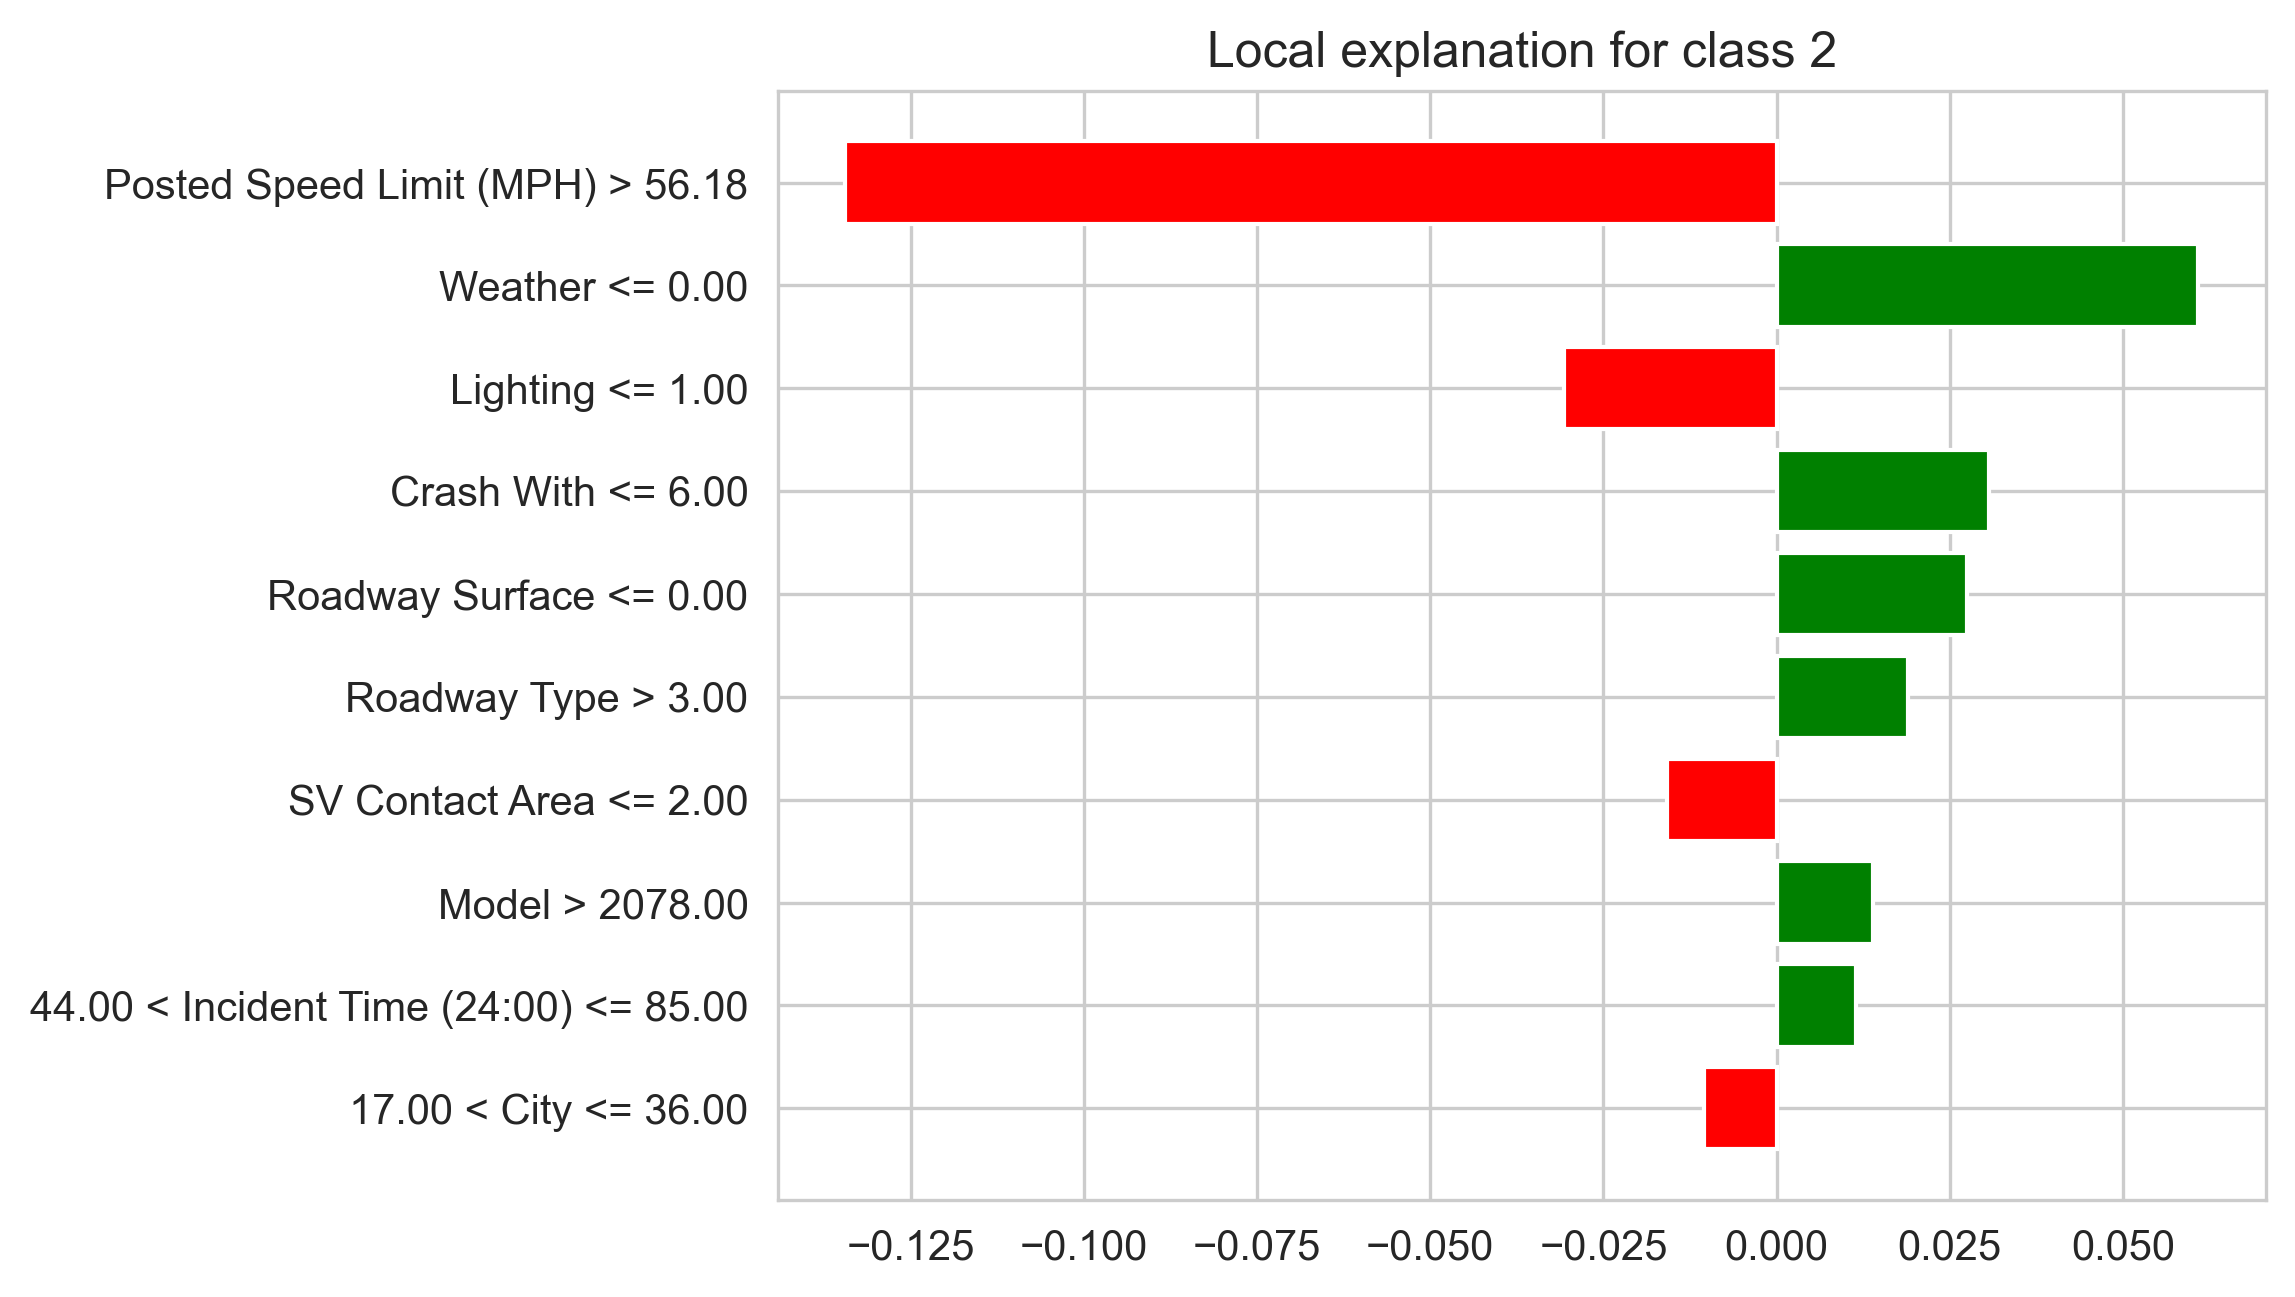 Local explanation for class 2
Posted Speed Limit (MPH) > 56.18
Weather <= 0.00
Lighting <= 1.00
Crash With <= 6.00
Roadway Surface <= 0.00
Roadway Type > 3.00
SV Contact Area <= 2.00
Model > 2078.00
44.00 < Incident Time (24:00) <= 85.00
17.00 < City <= 36.00
−0.125 −0.100 −0.075 −0.050 −0.025 0.000 0.025 0.050